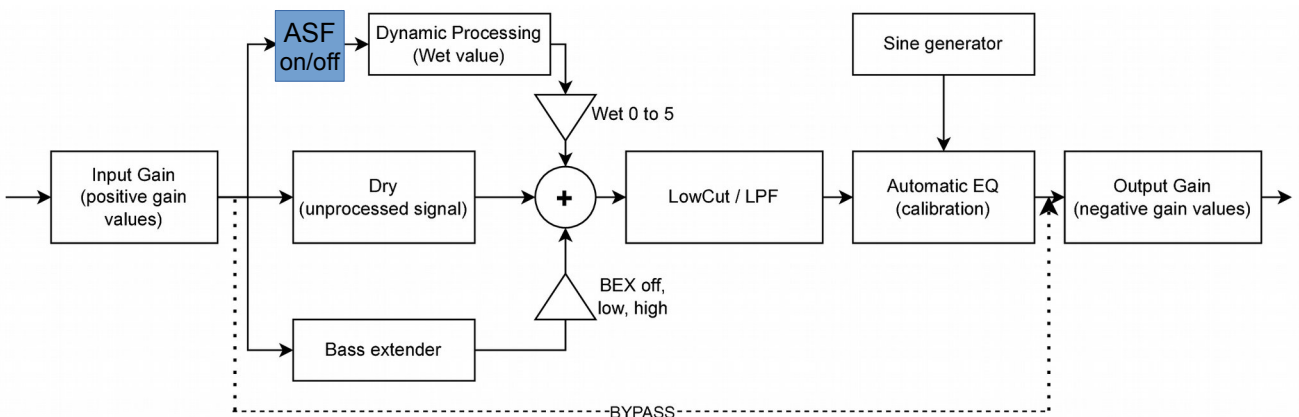 ASF
on/off
Dynamic Processing
(Wet value)
Sine generator
Wet 0 to 5
Input Gain
(positive gain
values)
Dry
(unprocessed signal)
+
LowCut / LPF
Automatic EQ
(calibration)
Output Gain
(negative gain values)
BEX off,
low, high
Bass extender
BYPASS